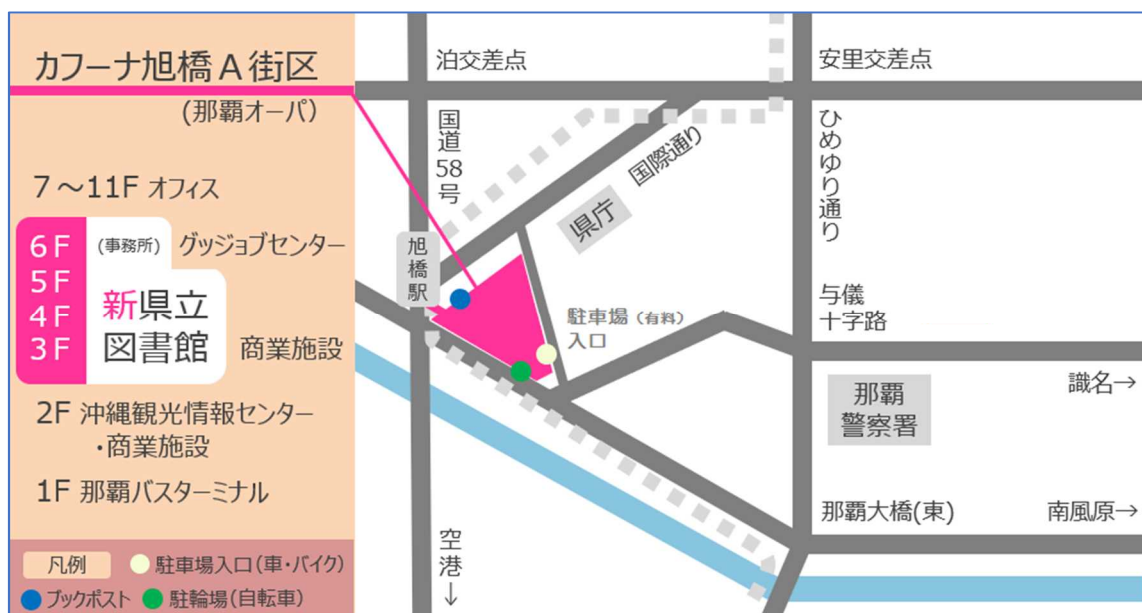 カフーナ旭橋A街区
(那覇オーパ)
7～11F オフィス
6F (事務所) グッジョブセンター
5F
4F 新県立
3F 図書館 商業施設
2F 沖縄観光情報センター
・商業施設
1F 那覇バスターミナル
凡例
駐車場入口(車・バイク)
ブックポスト
駐輪場(自転車)
泊交差点
安里交差点
国道58号
国際通り
ひめゆり通り
県庁
旭橋駅
駐車場（有料）
入口
与儀
十字路
識名→
那覇
警察署
那覇大橋(東)
南風原→
空港↓